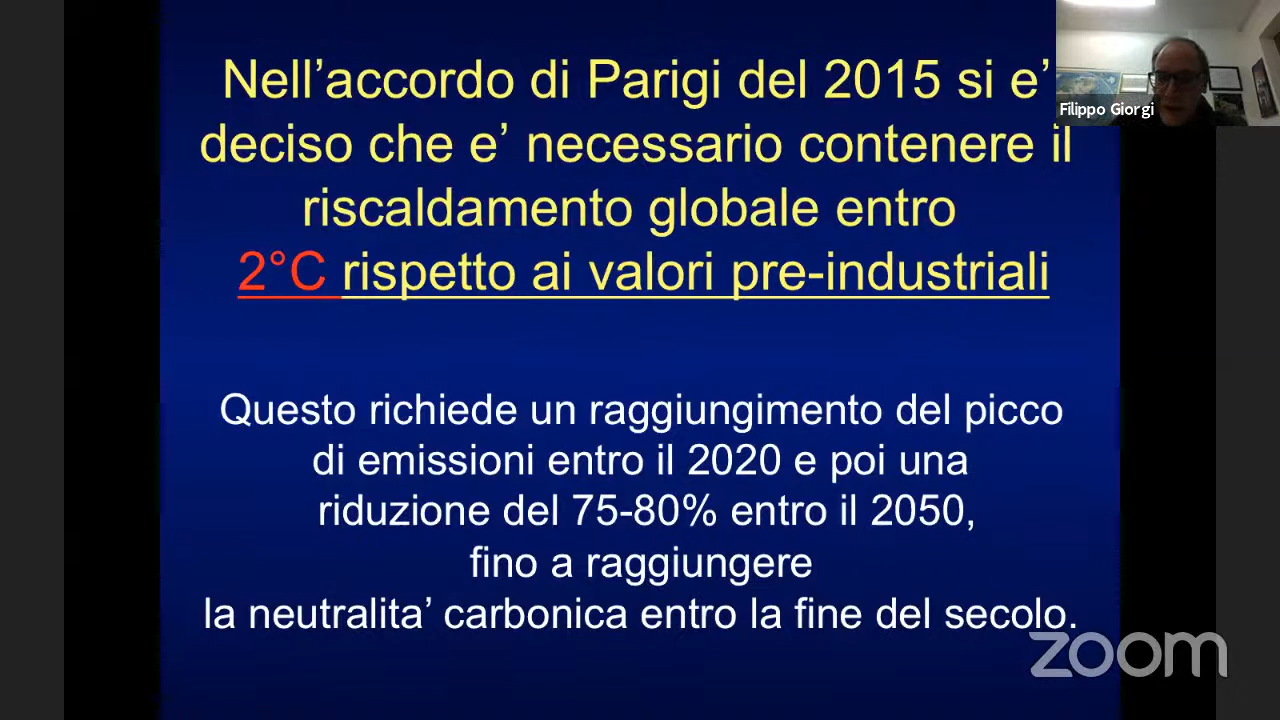 Nell’accordo di Parigi del 2015 si e’
deciso che e’ necessario contenere il
riscaldamento globale entro
2°C rispetto ai valori pre-industriali
Questo richiede un raggiungimento del picco
di emissioni entro il 2020 e poi una
riduzione del 75-80% entro il 2050,
fino a raggiungere
la neutralita’ carbonica entro la fine del secolo.
Filippo Giorgi
zoom